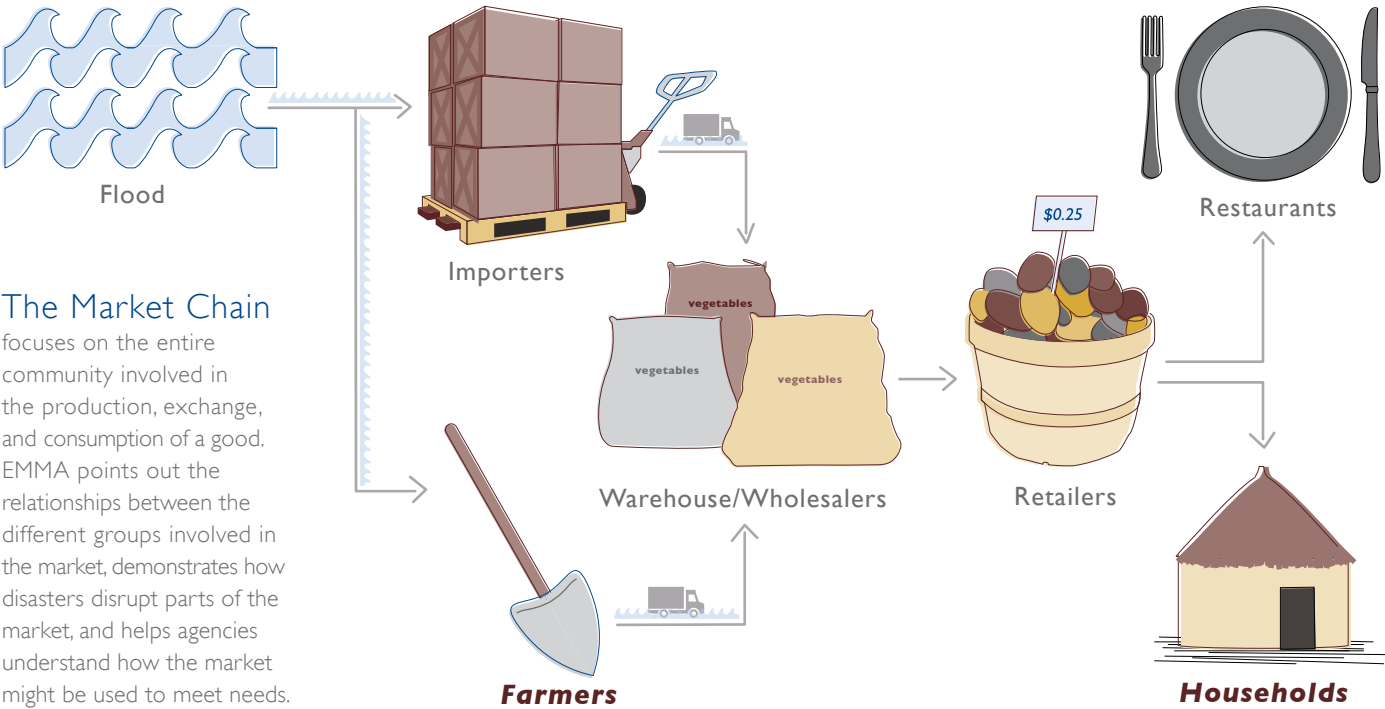 Flood
Importers
The Market Chain
focuses on the entire
community involved in
the production, exchange,
and consumption of a good.
EMMA points out the
relationships between the
different groups involved in
the market, demonstrates how
disasters disrupt parts of the
market, and helps agencies
understand how the market
might be used to meet needs.
vegetables
vegetables
vegetables
Warehouse/Wholesalers
Farmers
$0.25
Retailers
Restaurants
Households